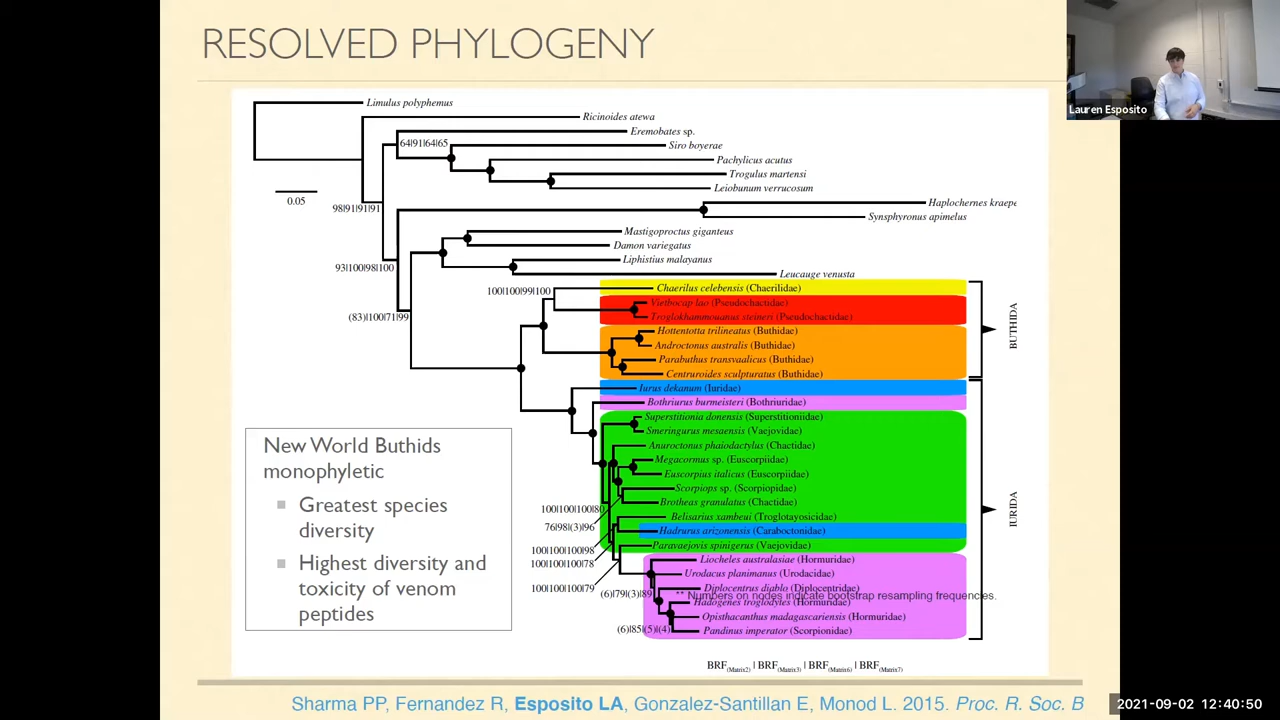 RESOLVED PHYLOGENY
Lauren Esposito
Limulus polyphemus
Ricinoides atewa
Eremobates sp.
64|91|64|65
Siro boyerae
Pachylicus acutus
Trogulus martensi
Leiobunum verrucosum
0.05
98|91|91|91
Haplochernes kraepe
Synsphyronus apimelus
Mastigoproctus giganteus
Damon variegatus
Liphistius malayanus
93|100|98|100
Leucauge venusta
100|100|99|100
Chaerilus celebensis (Chaerilidae)
Vietbocap lao (Pseudochactidae)
(83)|100|71|99
Troglokhammouanus steineri (Pseudochactidae)
Hottentotta trilineatus (Buthidae)
Androctonus australis (Buthidae)
Parabuthus transvaalicus (Buthidae)
Centruroides sculpturatus (Buthidae)
BUTHIDA
Iurus dekanum (Iuridae)
Bothriurus burmeisteri (Bothriuridae)
Superstitionia donensis (Superstitioniidae)
Smeringurus mesaensis (Vaejovidae)
Anuroctonus phaiodactylus (Chactidae)
Megacormus sp. (Euscorpiidae)
Euscorpius italicus (Euscorpiidae)
Scorpiops sp. (Scorpiopidae)
Brotheas granulatus (Chactidae)
100|100|100|80
Belisarius xambeui (Troglotayosicidae)
76|98|(3)|96
Hadrurus arizonensis (Caraboctonidae)
Paravaejovis spinigerus (Vaejovidae)
100|100|100|98
100|100|100|78
Liocheles australasiae (Hormuridae)
Urodacus planimanus (Urodacidae)
100|100|100|79
Diplocentrus diablo (Diplocentridae)
(6)|79|(3)|89
** Numbers on nodes indicate bootstrap resampling frequencies.
Hadogenes troglodytes (Hormuridae)
Opisthacanthus madagascariensis (Hormuridae)
(6)|85|(5)|(4)
Pandinus imperator (Scorpionidae)
IURIDA
BRF(Matrix2) | BRF(Matrix3) | BRF(Matrix6) | BRF(Matrix7)
New World Buthids
monophyletic
Greatest species
diversity
Highest diversity and
toxicity of venom
peptides
Sharma PP, Fernandez R, Esposito LA, Gonzalez-Santillan E, Monod L. 2015. Proc. R. Soc. B
2021-09-02 12:40:50